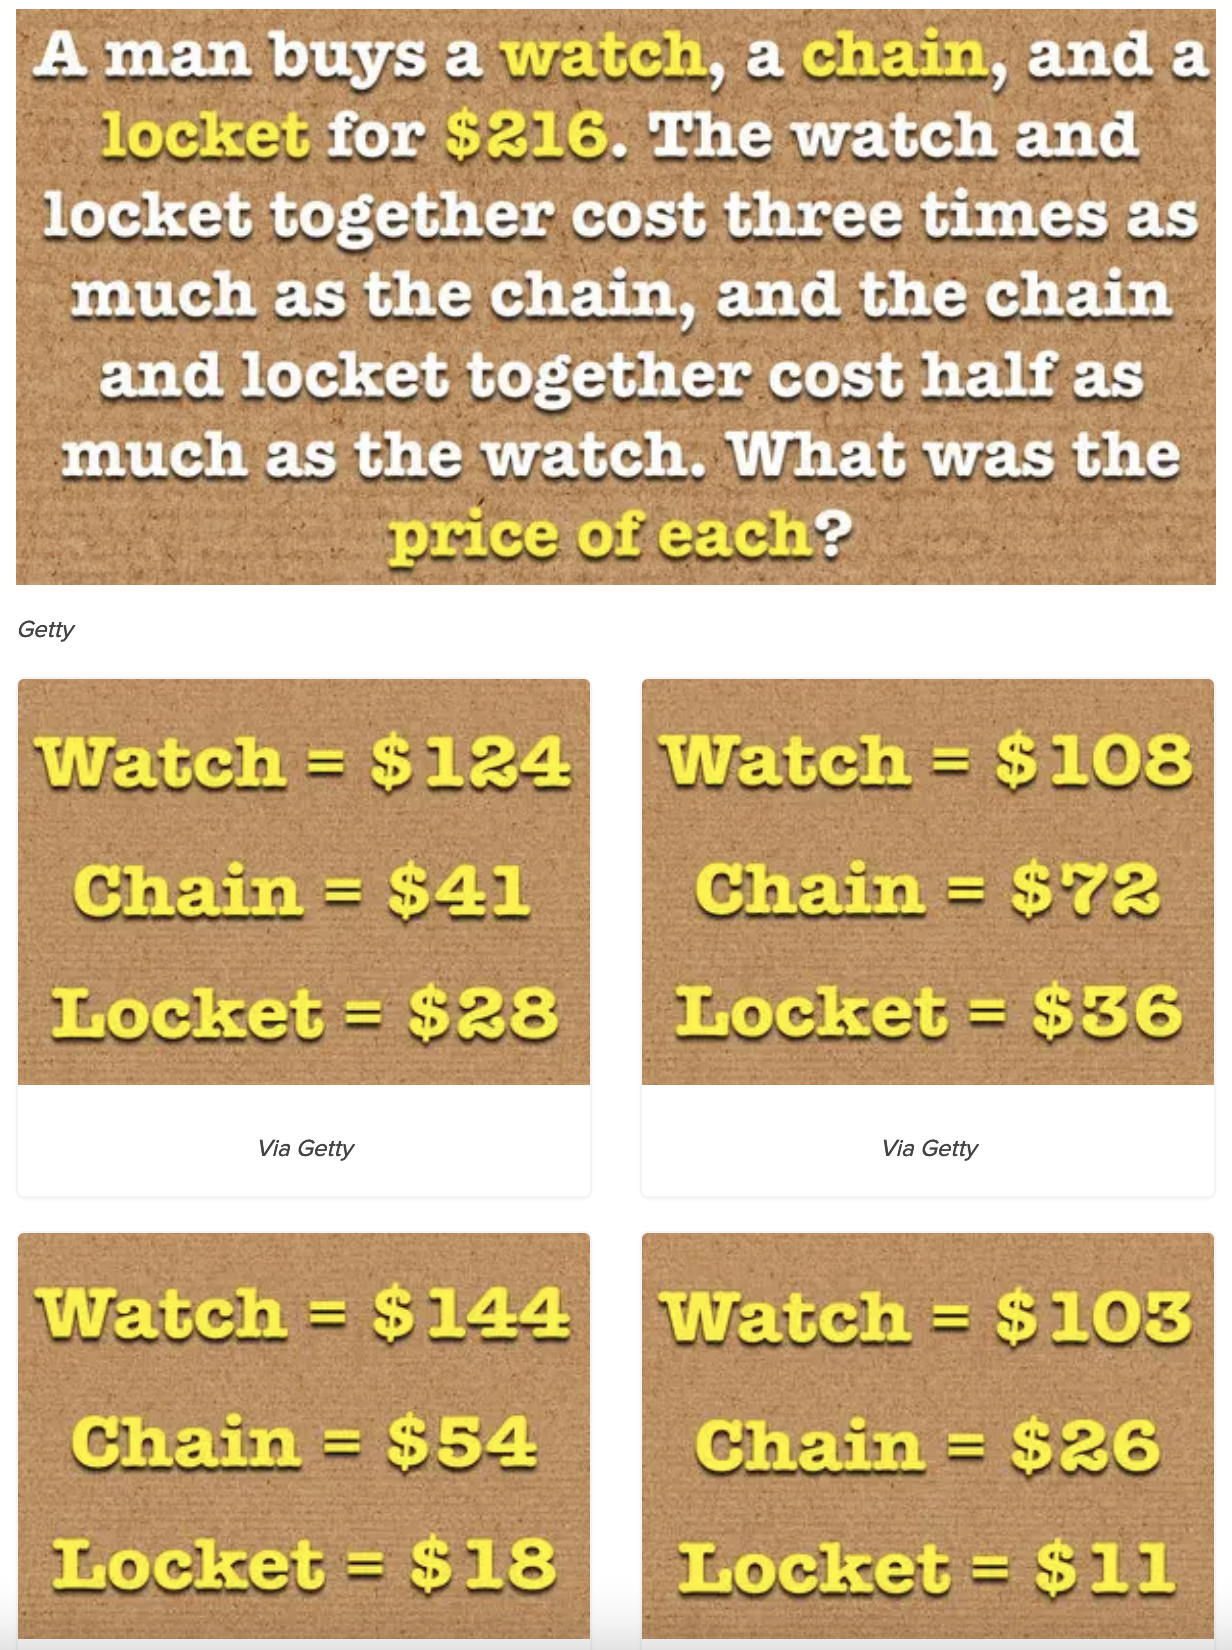 A man buys a watch, a chain, and a
locket for $216. The watch and
locket together cost three times as
much as the chain, and the chain
and locket together cost half as
much as the watch. What was the
price of each?
Getty
Watch = $124
Chain = $41
Locket = $28
Via Getty
Watch = $108
Chain = $72
Locket = $36
Via Getty
Watch = $144
Chain = $54
Locket = $18
Watch = $103
Chain = $26
Locket = $11